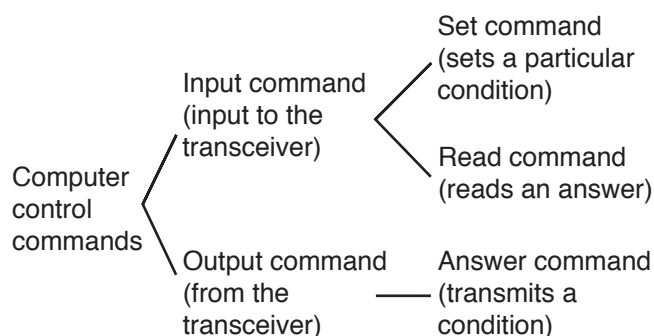 Computer
control
commands
Input command
(input to the
transceiver)
Set command
(sets a particular
condition)
Read command
(reads an answer)
Output command
(from the
transceiver)
Answer command
(transmits a
condition)